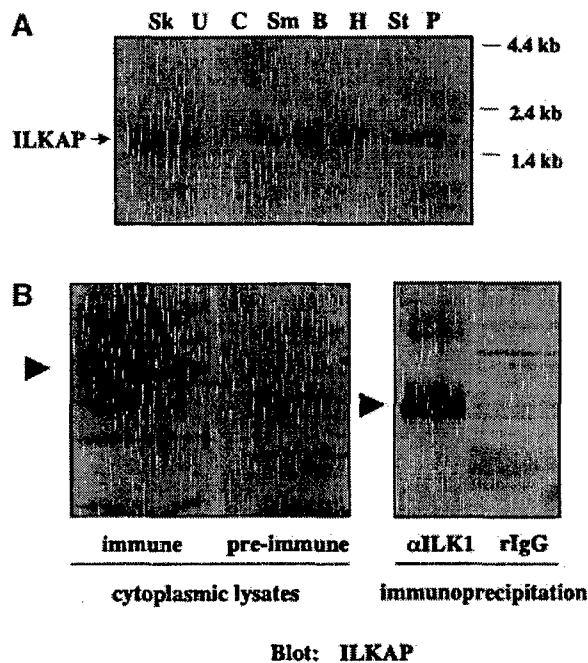 A
Sk U C Sm B H St P
4.4 kb
2.4 kb
ILKAP
1.4 kb
B
immune pre-immune αILK1 rIgG
cytoplasmic lysates immunoprecipitation
Blot: ILKAP